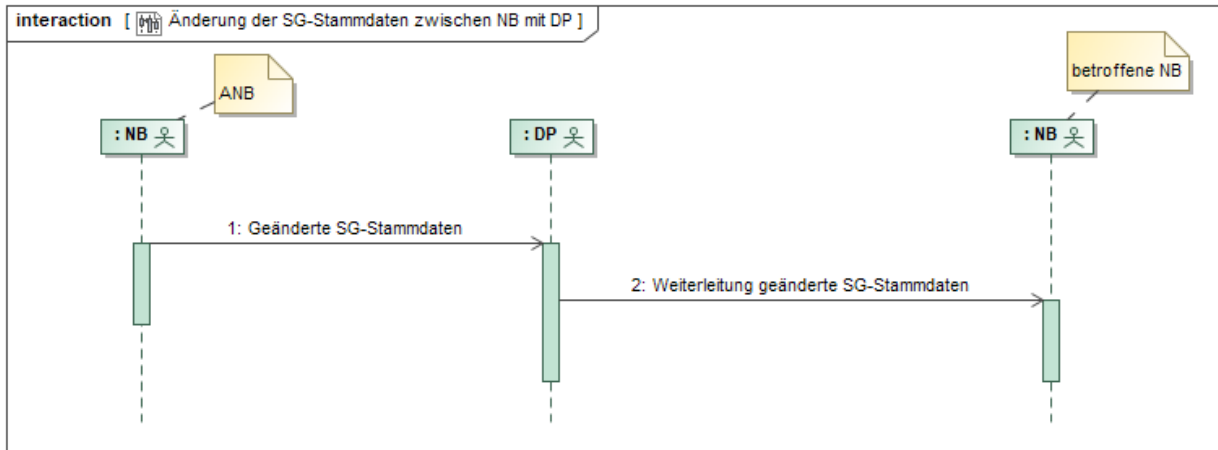 interaction [ Änderung der SG-Stammdaten zwischen NB mit DP ]
ANB
betroffene NB
: NB
: DP
: NB
1: Geänderte SG-Stammdaten
2: Weiterleitung geänderte SG-Stammdaten